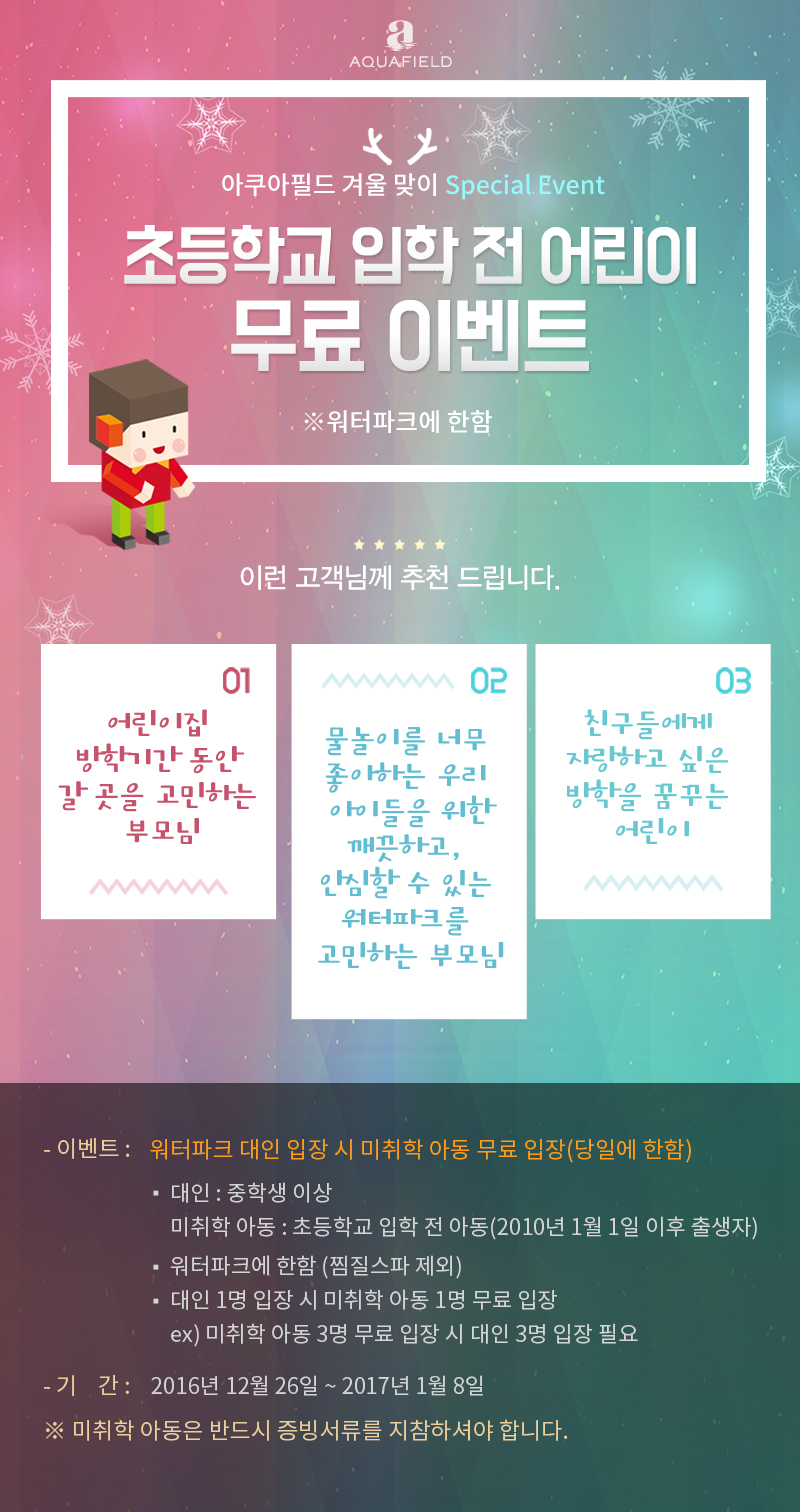 a
AQUAFIELD
아쿠아필드 겨울 맞이 Special Event
초등학교 입학 전 어린이
무료 이벤트
※워터파크에 한함
이런 고객님께 추천 드립니다.
01
어린이집
방학기간 동안
갈 곳을 고민하는
부모님
02
물놀이를 너무
좋아하는 우리
아이들을 위한
깨끗하고,
안심할 수 있는
워터파크를
고민하는 부모님
03
친구들에게
자랑하고 싶은
방학을 꿈꾸는
어린이
- 이벤트 : 워터파크 대인 입장 시 미취학 아동 무료 입장(당일에 한함)
▪ 대인 : 중학생 이상
미취학 아동 : 초등학교 입학 전 아동(2010년 1월 1일 이후 출생자)
▪ 워터파크에 한함 (찜질스파 제외)
▪ 대인 1명 입장 시 미취학 아동 1명 무료 입장
ex) 미취학 아동 3명 무료 입장 시 대인 3명 입장 필요
- 기 간 : 2016년 12월 26일 ~ 2017년 1월 8일
※ 미취학 아동은 반드시 증빙서류를 지참하셔야 합니다.